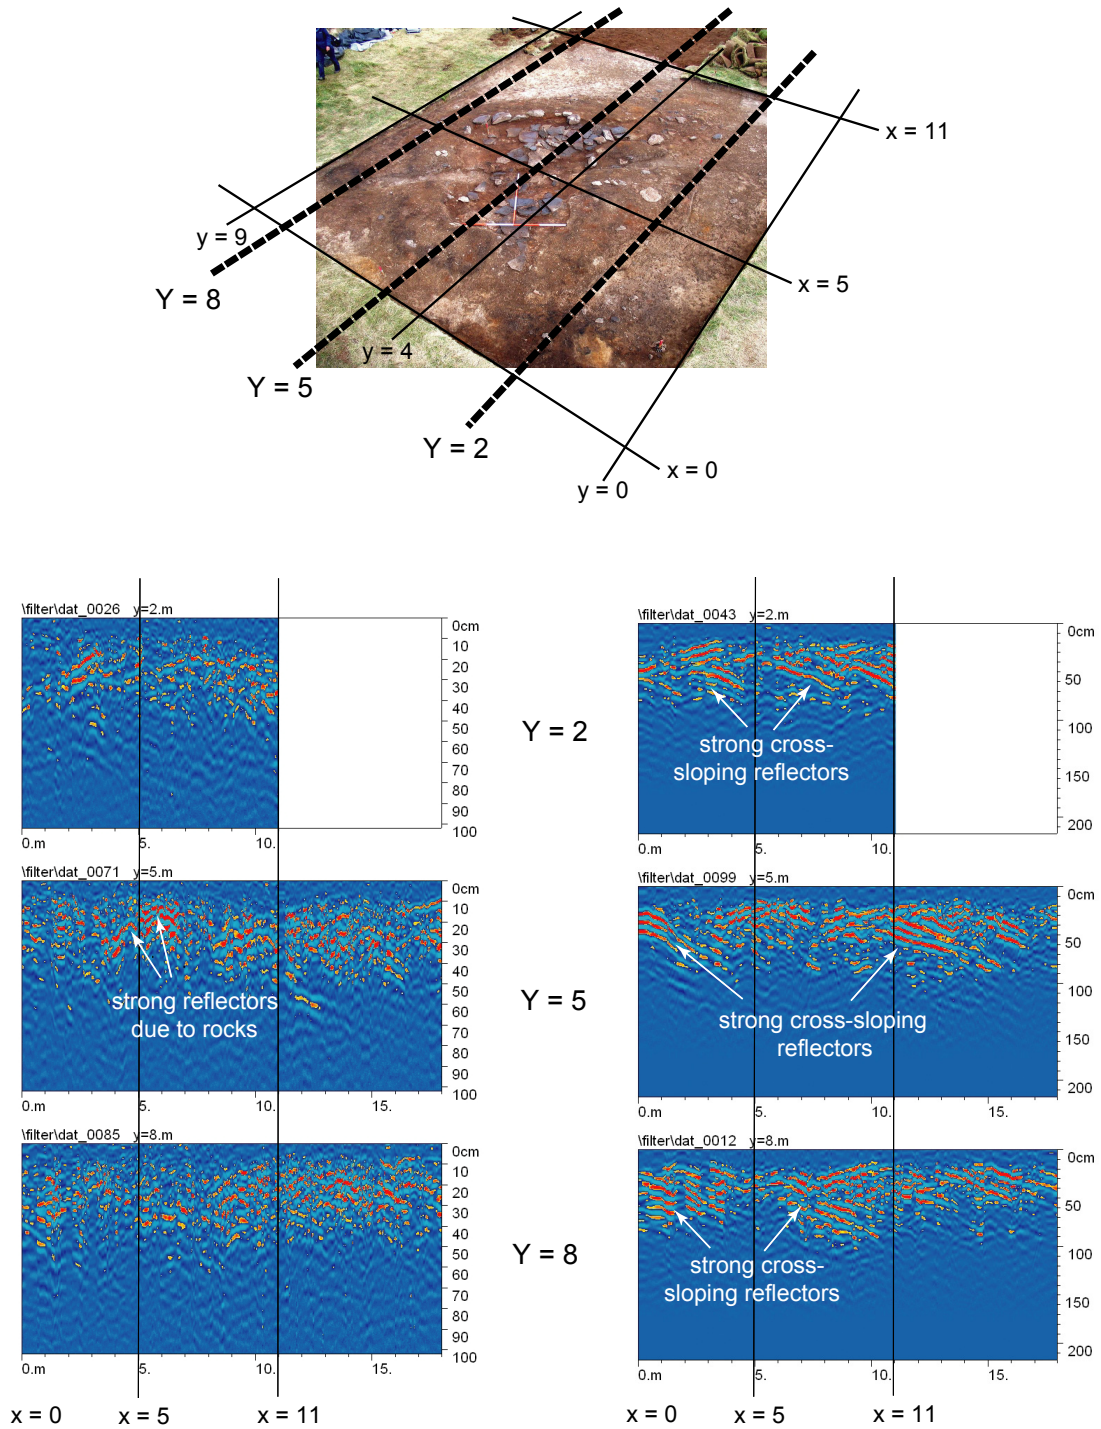 x = 11
y = 9
Y = 8
x = 5
y = 4
Y = 5
Y = 2
x = 0
y = 0
\filter\dat_0026 y=2.m
0cm
10
20
30
40
50
60
70
80
90
100
0.m 5. 10.
\filter\dat_0043 y=2.m
0cm
50
100
150
200
strong cross-
sloping reflectors
0.m 5. 10.
Y = 2
\filter\dat_0071 y=5.m
0cm
10
20
30
40
50
60
70
80
90
100
strong reflectors
due to rocks
0.m 5. 10. 15.
Y = 5
\filter\dat_0099 y=5.m
0cm
50
100
150
200
strong cross-sloping
reflectors
0.m 5. 10. 15.
\filter\dat_0085 y=8.m
0cm
10
20
30
40
50
60
70
80
90
100
0.m 5. 10. 15.
Y = 8
\filter\dat_0012 y=8.m
0cm
50
100
150
200
strong cross-
sloping reflectors
0.m 5. 10. 15.
x = 0 x = 5 x = 11
x = 0 x = 5 x = 11